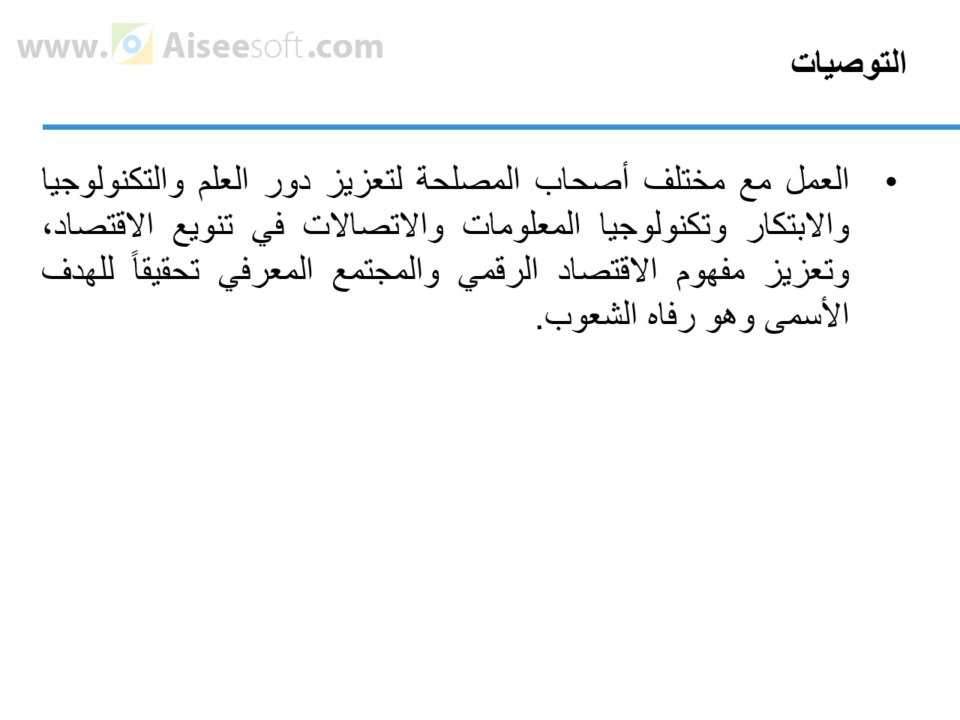 www. Aiseesoft.com
التوصيات
• العمل مع مختلف أصحاب المصلحة لتعزيز دور العلم والتكنولوجيا
والابتكار وتكنولوجيا المعلومات والاتصالات في تنويع الاقتصاد،
وتعزيز مفهوم الاقتصاد الرقمي والمجتمع المعرفي تحقيقاً للهدف
الأسمى وهو رفاه الشعوب.